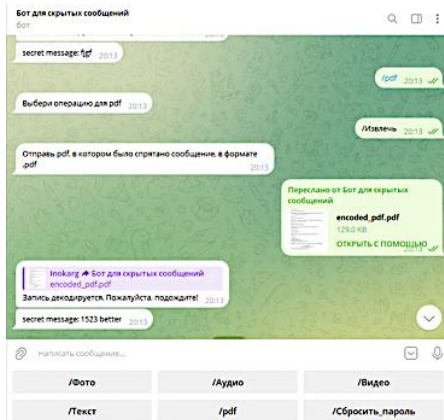 Бот для скрытых сообщений
бот
secret message: fjgf 20:13
/pdf 20:13
Выбери операцию для pdf 20:13
/Извлечь 20:13
Отправь pdf, в котором было спрятано сообщение, в формате
.pdf 20:13
Переслано от Бот для скрытых
сообщений
encoded_pdf.pdf
129.0 KB
ОТКРЫТЬ С ПОМОЩЬЮ 20:13
Inokarg Бот для скрытых сообщений
encoded_pdf.pdf
Запись декодируется. Пожалуйста, подождите! 20:13
secret message: 1523 better 20:13
Написать сообщение...
/Фото /Аудио /Видео
/Текст /pdf /Сбросить_пароль